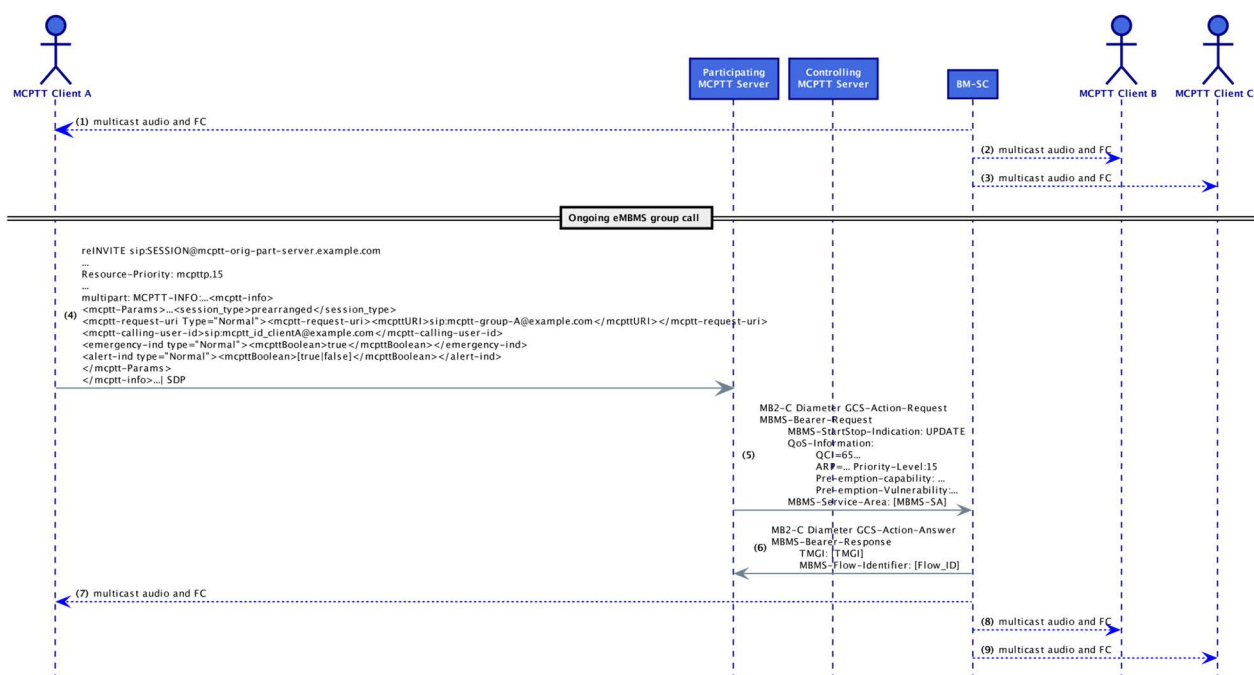 MCPTT Client A
Participating
MCPTT Server
Controlling
MCPTT Server
BM-SC
MCPTT Client B
MCPTT Client C
(1) multicast audio and FC
(2) multicast audio and FC
(3) multicast audio and FC
Ongoing eMBMS group call
reINVITE sip:SESSION@mcptt-orig-part-server.example.com
...
Resource-Priority: mcpttp.15
...
multipart: MCPTT-INFO:...<mcptt-info>
<mcptt-Params>...<session_type>prearranged</session_type>
(4) <mcptt-request-uri Type="Normal"><mcptt-request-uri><mcpttURI>sip:mcptt-group-A@example.com</mcpttURI></mcptt-request-uri>
<mcptt-calling-user-id>sip:mcptt_id_clientA@example.com</mcptt-calling-user-id>
<emergency-ind type="Normal"><mcpttBoolean>true</mcpttBoolean></emergency-ind>
<alert-ind type="Normal"><mcpttBoolean>[true|false]</mcpttBoolean></alert-ind>
</mcptt-Params>
</mcptt-info>...| SDP
MB2-C Diameter GCS-Action-Request
MBMS-Bearer-Request
MBMS-StartStop-Indication: UPDATE
QoS-Information:
(5) QCI=65...
ARP=... Priority-Level:15
Pre-emption-capability: ...
Pre-emption-Vulnerability:...
MBMS-Service-Area: [MBMS-SA]
MB2-C Diameter GCS-Action-Answer
(6) MBMS-Bearer-Response
TMGI: [TMGI]
MBMS-Flow-Identifier: [Flow_ID]
(7) multicast audio and FC
(8) multicast audio and FC
(9) multicast audio and FC